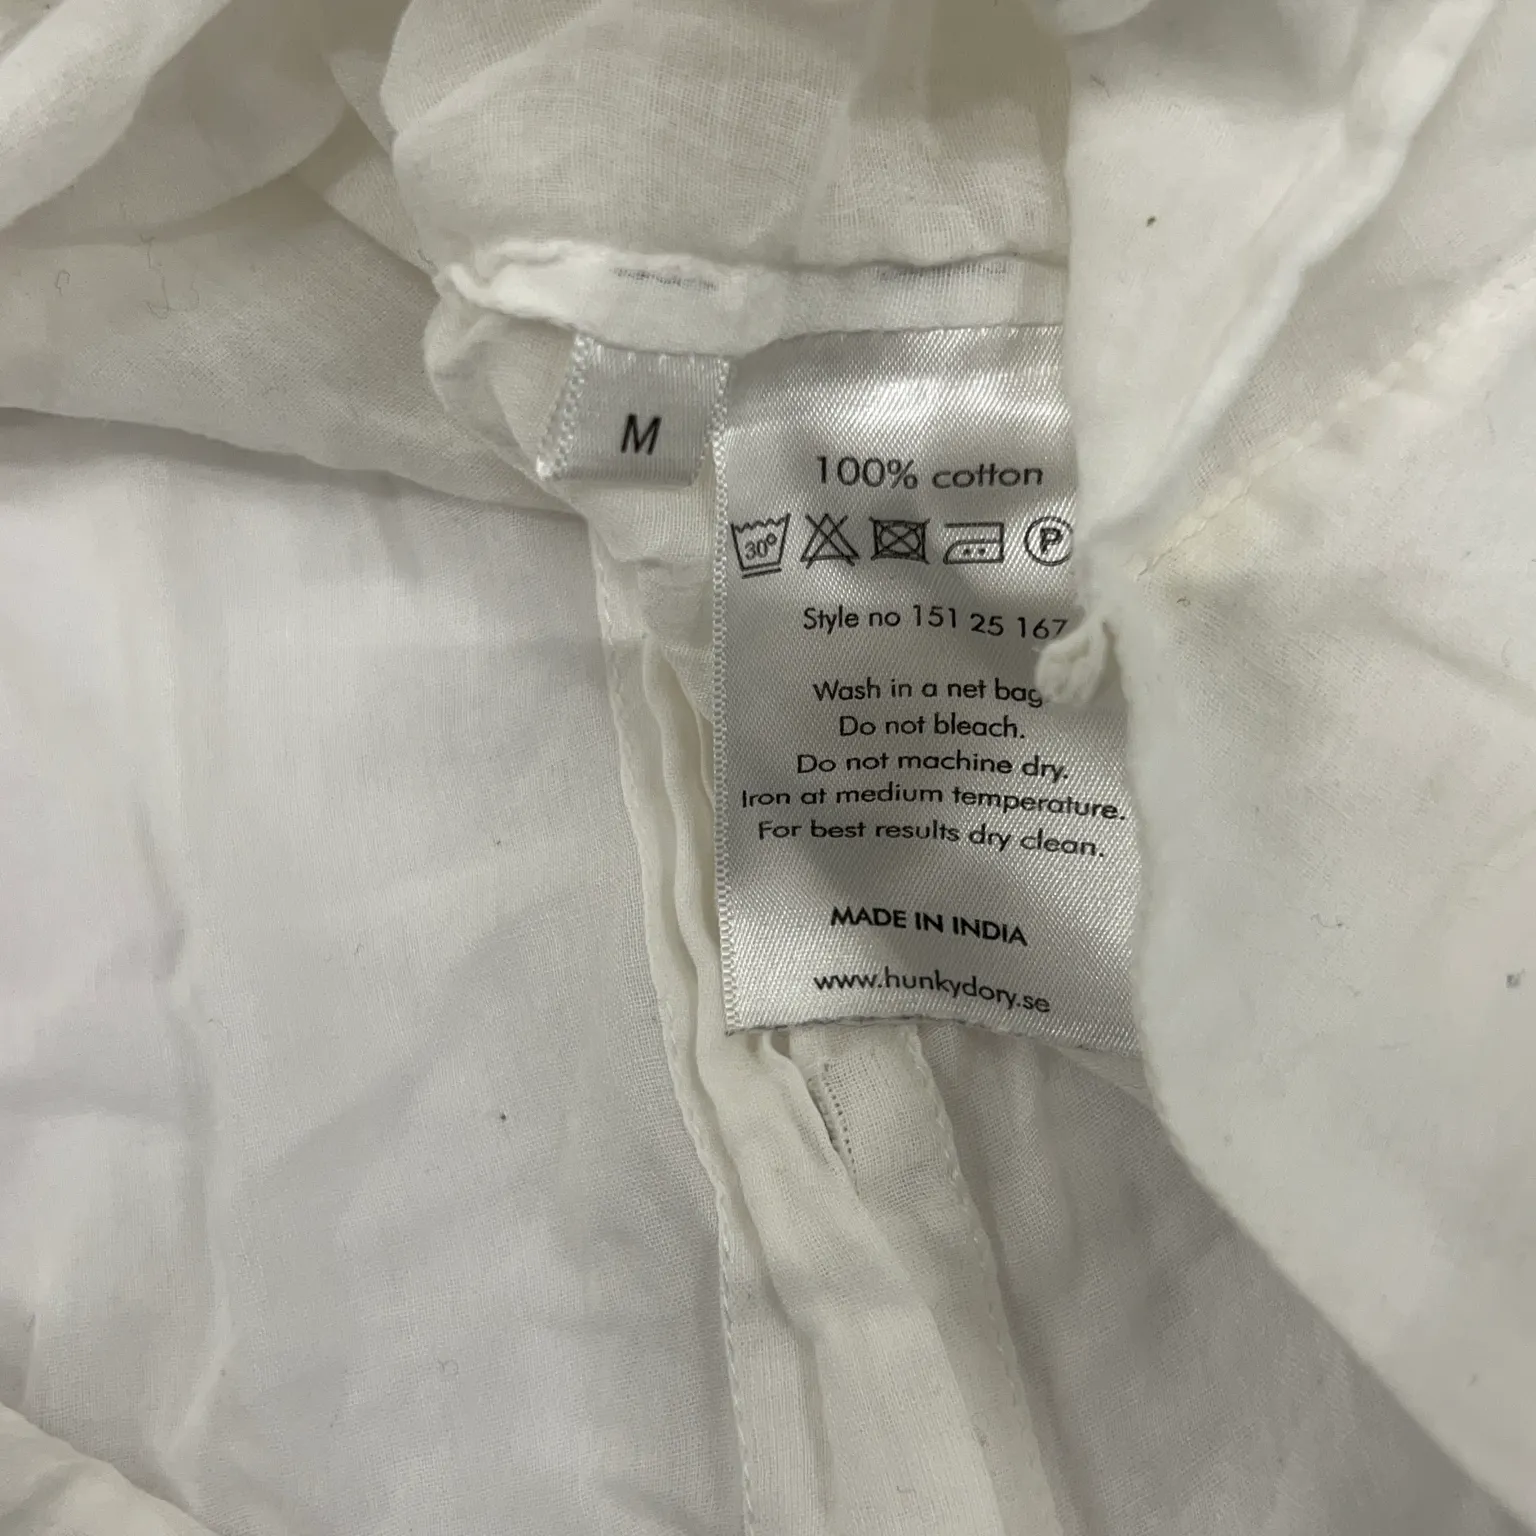 M
100% cotton
30°
P
Style no 151 25 167
Wash in a net bag
Do not bleach.
Do not machine dry.
Iron at medium temperature.
For best results dry clean.
MADE IN INDIA
www.hunkydory.se